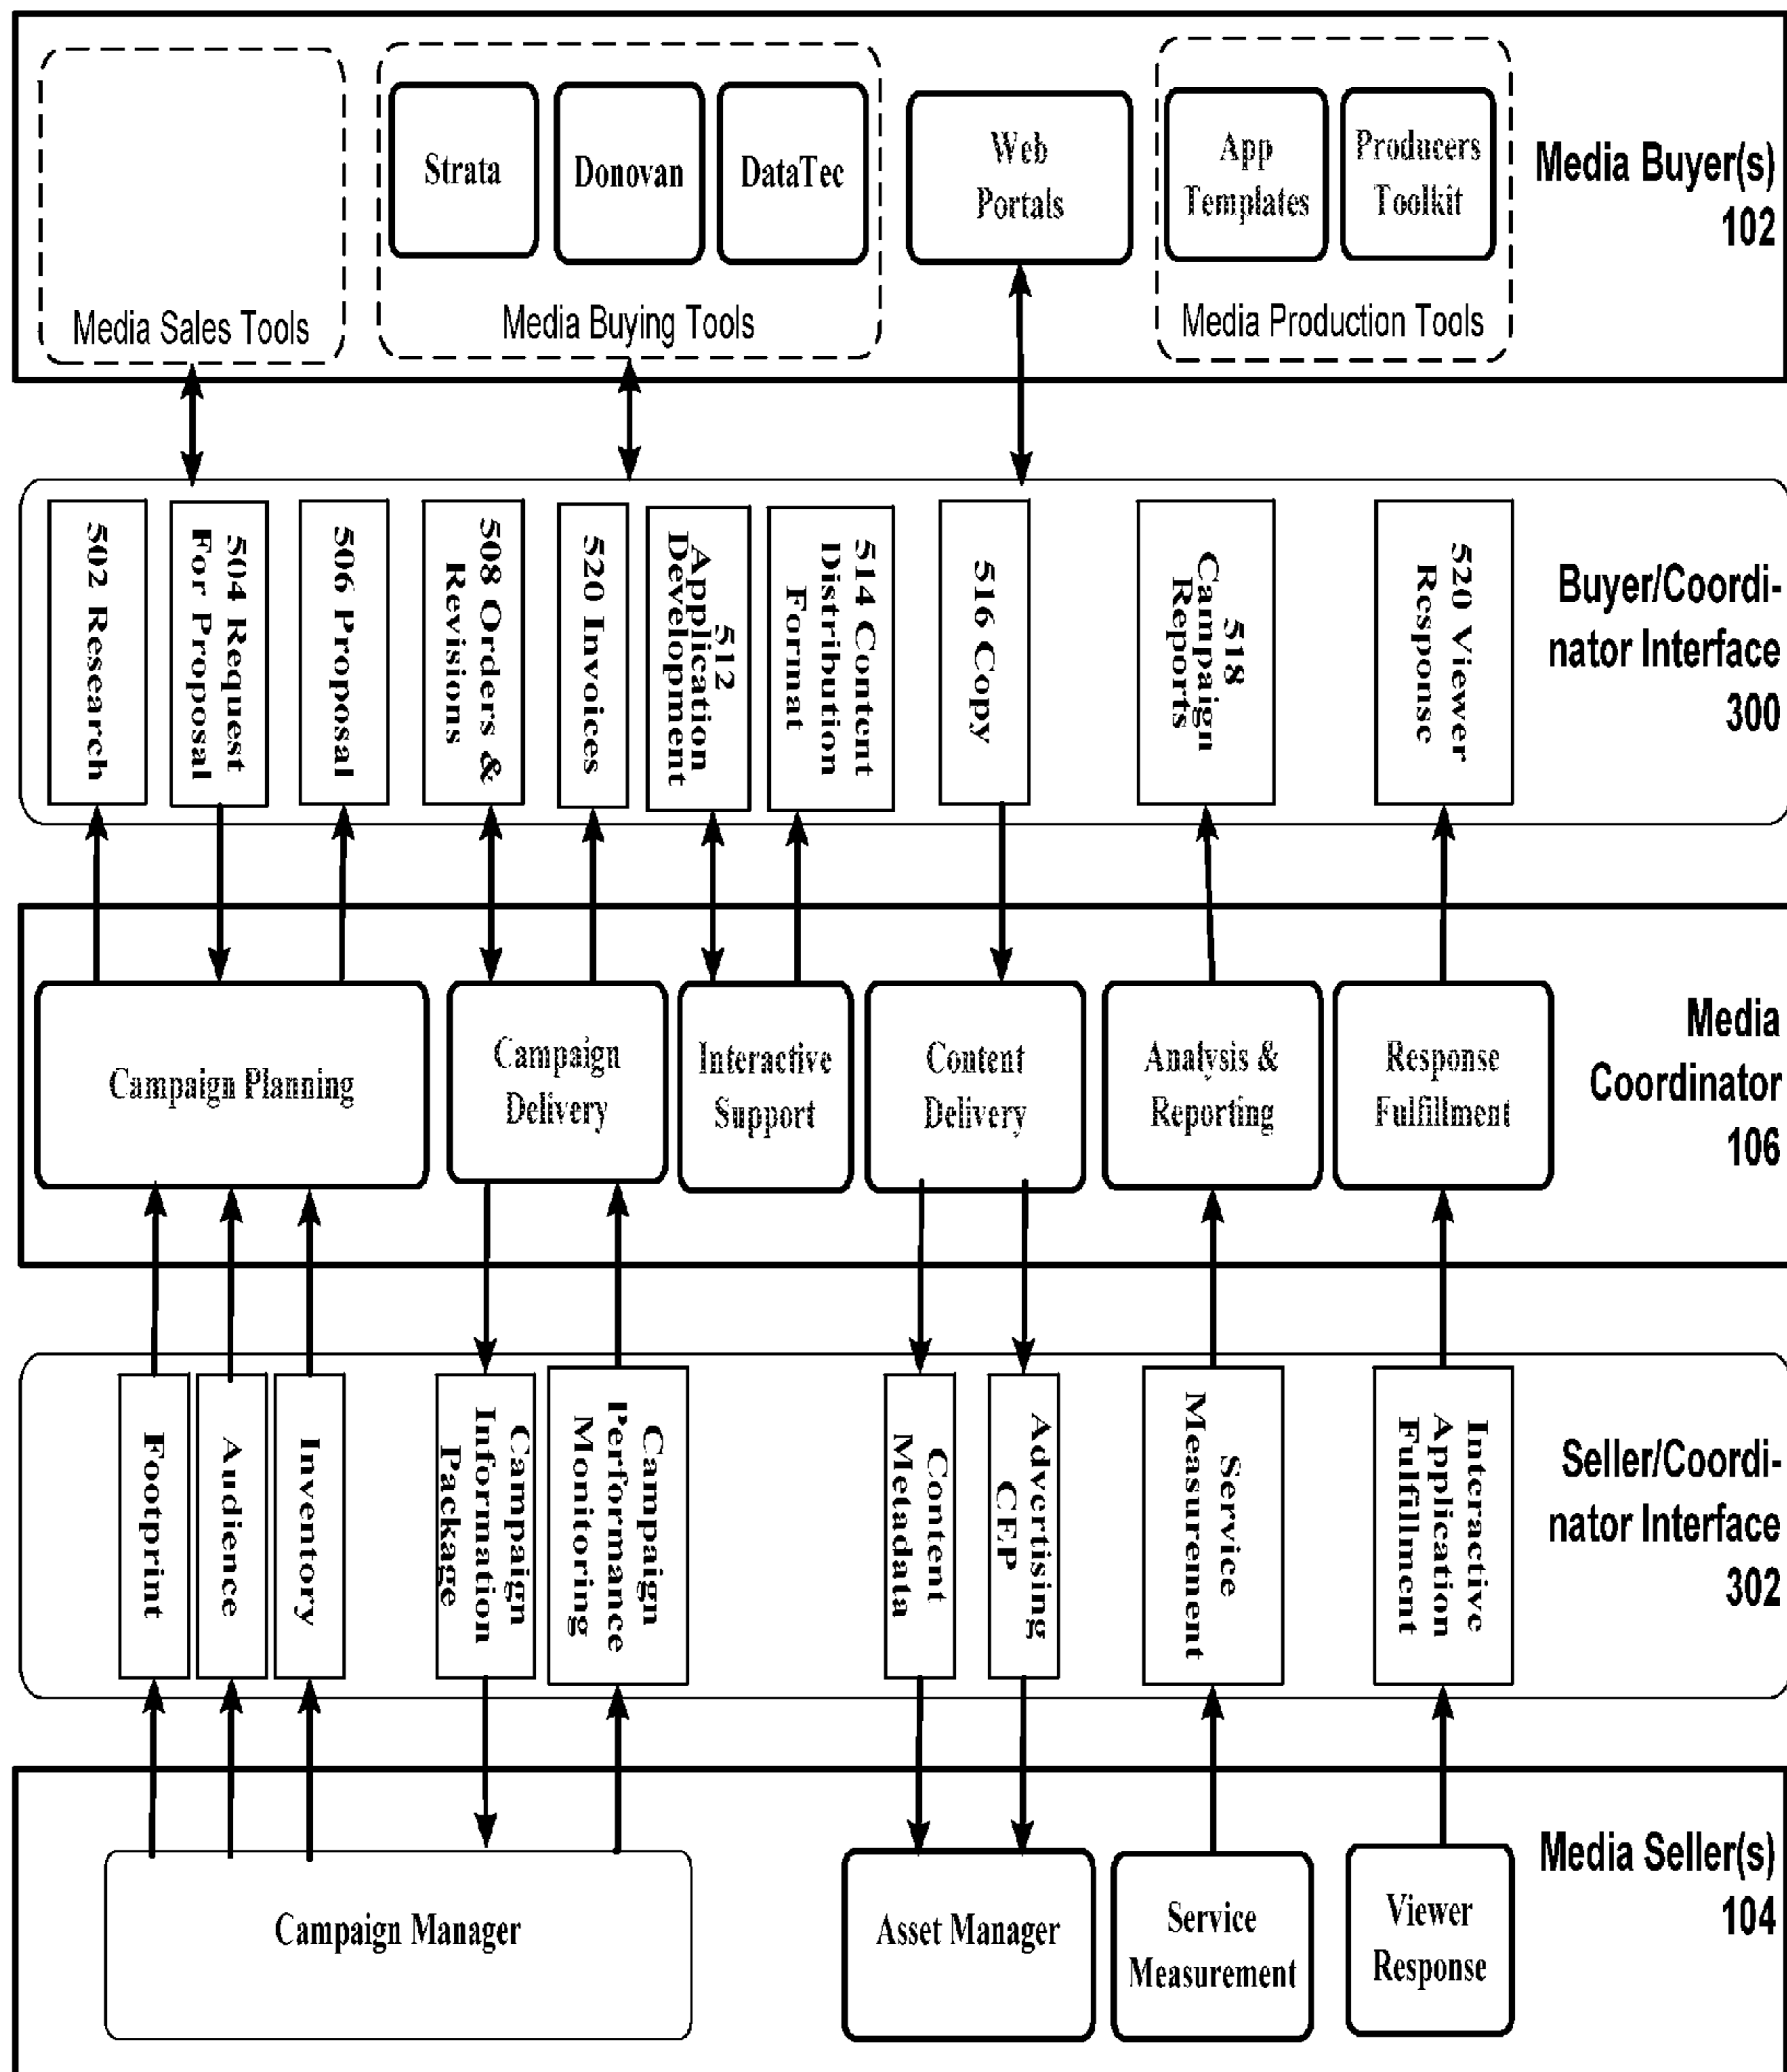 Strata
Donovan
DataTec
Web
Portals
App
Templates
Producers
Toolkit
Media Sales Tools
Media Buying Tools
Media Production Tools
Media Buyer(s)
102
502 Research
504 Request
For Proposal
506 Proposal
508 Orders &
Revisions
520 Invoices
512
Application
Development
514 Content
Distribution
Format
516 Copy
518
Campaign
Reports
520 Viewer
Response
Buyer/Coordi-
nator Interface
300
Campaign Planning
Campaign
Delivery
Interactive
Support
Content
Delivery
Analysis &
Reporting
Response
Fulfillment
Media
Coordinator
106
Footprint
Audience
Inventory
Campaign
Information
Package
Campaign
Performance
Monitoring
Content
Metadata
Advertising
CEP
Service
Measurement
Interactive
Application
Fulfillment
Seller/Coordi-
nator Interface
302
Campaign Manager
Asset Manager
Service
Measurement
Viewer
Response
Media Seller(s)
104